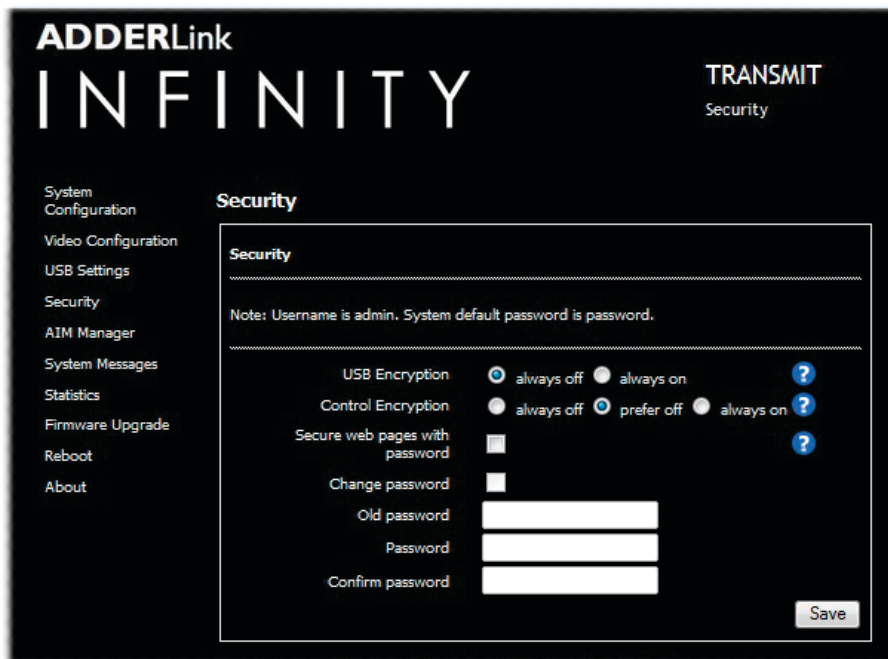 ADDERLink
INFINITY
TRANSMIT
Security
System
Configuration
Video Configuration
USB Settings
Security
AIM Manager
System Messages
Statistics
Firmware Upgrade
Reboot
About
Security
Security
Note: Username is admin. System default password is password.
USB Encryption always off always on ?
Control Encryption always off prefer off always on ?
Secure web pages with
password ?
Change password
Old password
Password
Confirm password
Save